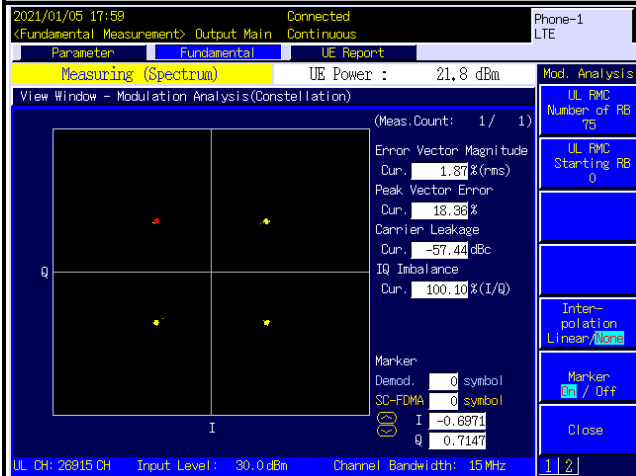 2021/01/05 17:59 Connected Phone-1
<Fundamental Measurement> Output Main Continuous LTE
Parameter Fundamental UE Report
Measuring (Spectrum) UE Power : 21.8 dBm Mod. Analysis
View Window - Modulation Analysis(Constellation)
UL RMC
Number of RB
75
(Meas.Count: 1/ 1)
Error Vector Magnitude
Cur. 1.87 %(rms)
Peak Vector Error
Cur. 18.36 %
Carrier Leakage
Cur. -57.44 dBc
IQ Imbalance
Cur. 100.10 %(I/Q)
UL RMC
Starting RB
0
Q
I
Marker
Demod. 0 symbol
SC-FDMA 0 symbol
I -0.6971
Q 0.7147
Inter-
polation
Linear/None
Marker
On / Off
Close
UL CH: 26915 CH Input Level: 30.0 dBm Channel Bandwidth: 15 MHz 1 2